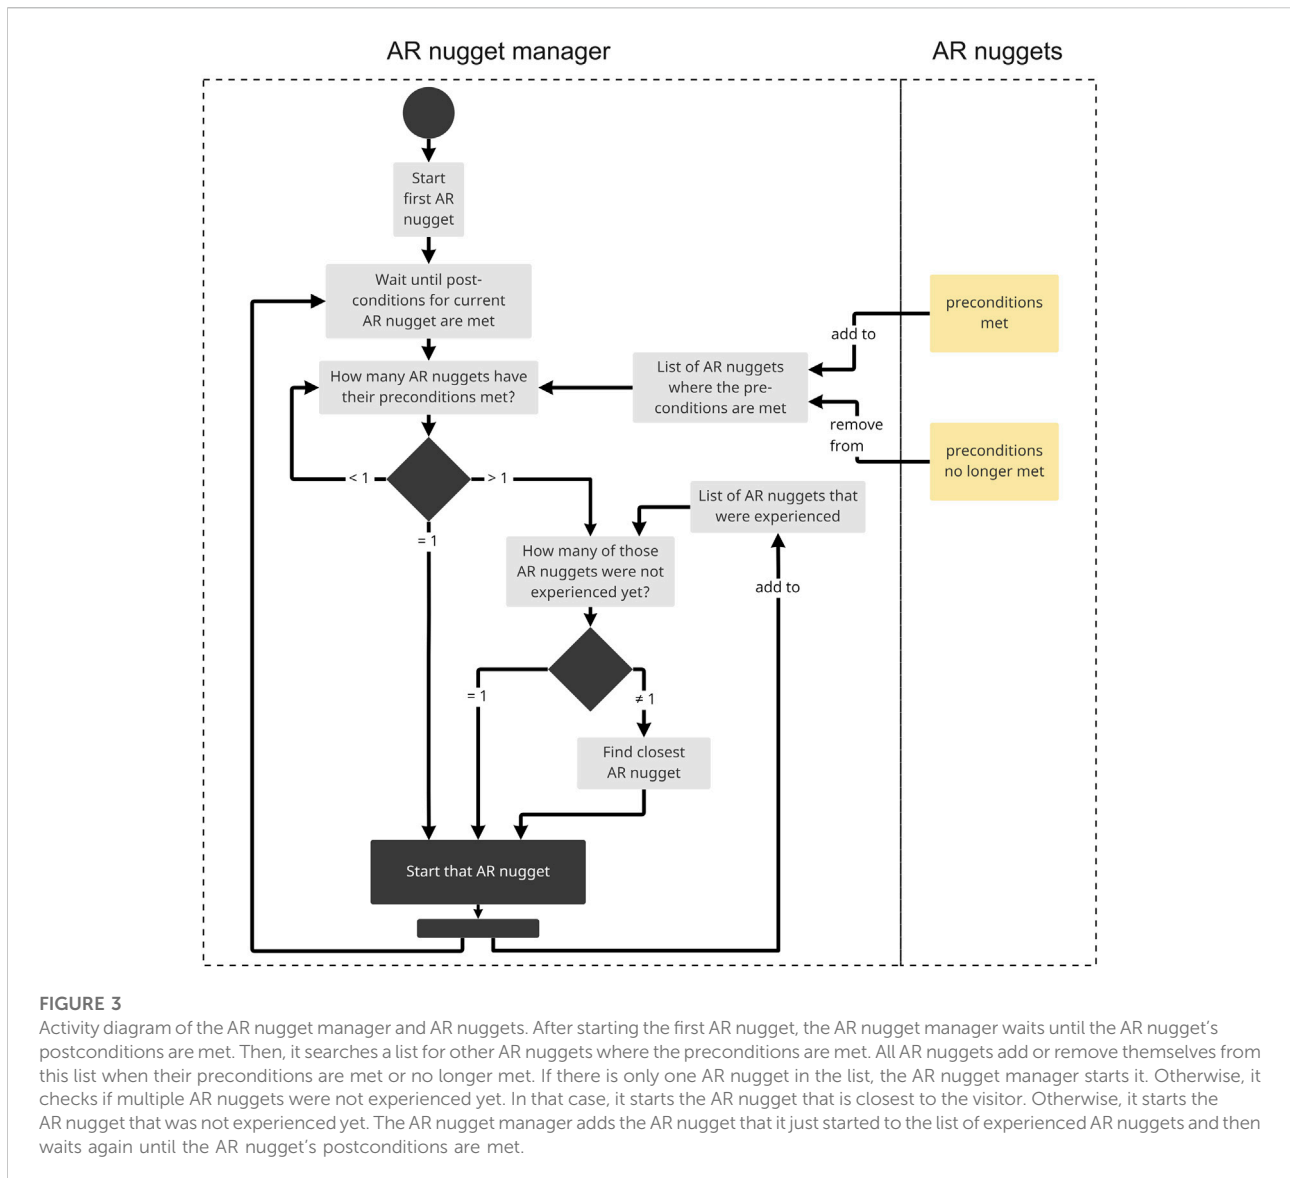 AR nugget manager
AR nuggets
Start
first AR
nugget
Wait until post-
conditions for current
AR nugget are met
preconditions
met
add to
How many AR nuggets have
their preconditions met?
List of AR nuggets
where the pre-
conditions are met
remove
from
preconditions
no longer met
< 1
> 1
= 1
List of AR nuggets that
were experienced
How many of those
AR nuggets were not
experienced yet?
add to
= 1
≠ 1
Find closest
AR nugget
Start that AR nugget
FIGURE 3
Activity diagram of the AR nugget manager and AR nuggets. After starting the first AR nugget, the AR nugget manager waits until the AR nugget's
postconditions are met. Then, it searches a list for other AR nuggets where the preconditions are met. All AR nuggets add or remove themselves from
this list when their preconditions are met or no longer met. If there is only one AR nugget in the list, the AR nugget manager starts it. Otherwise, it
checks if multiple AR nuggets were not experienced yet. In that case, it starts the AR nugget that is closest to the visitor. Otherwise, it starts the
AR nugget that was not experienced yet. The AR nugget manager adds the AR nugget that it just started to the list of experienced AR nuggets and then
waits again until the AR nugget's postconditions are met.